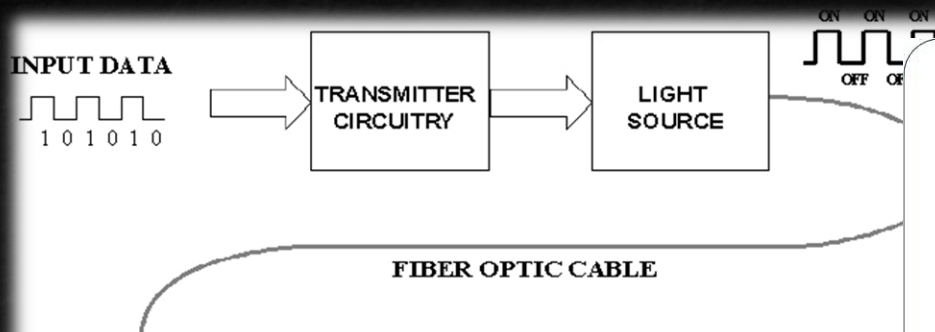 ON ON ON
INPUT DATA
TRANSMITTER
CIRCUITRY
LIGHT
SOURCE
OFF
1 0 1 0 1 0
FIBER OPTIC CABLE